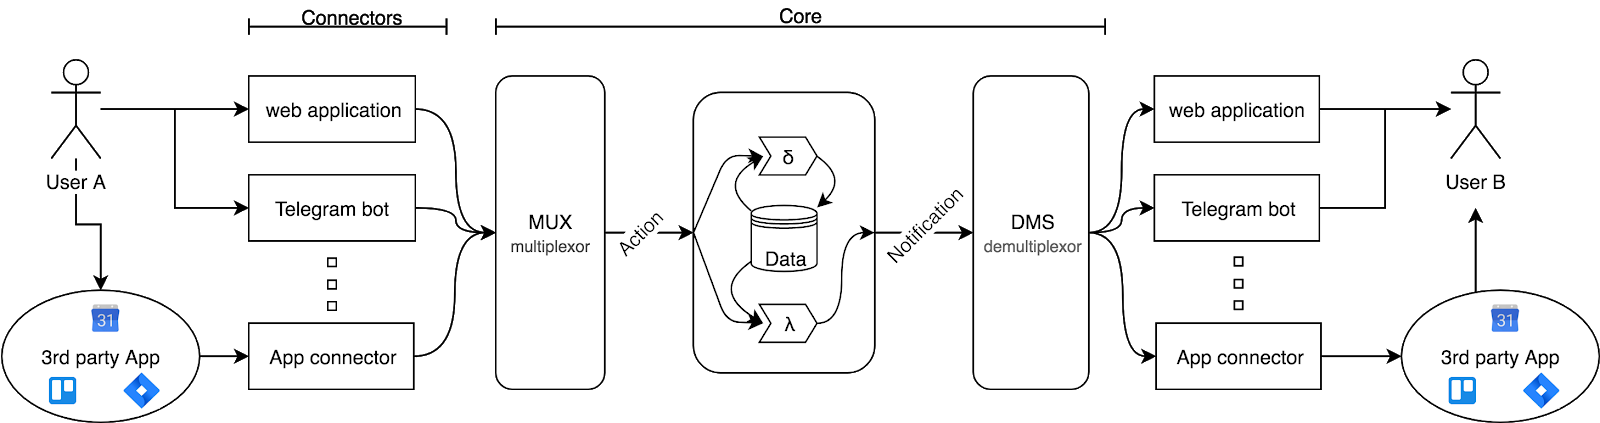 Connectors
Core
User A
web application
Telegram bot
App connector
31
3rd party App
MUX
multiplexor
Action
δ
Data
λ
Notification
DMS
demultiplexor
web application
Telegram bot
App connector
User B
31
3rd party App